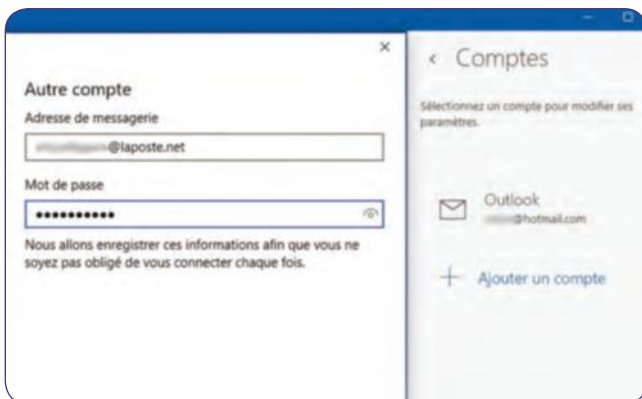 Autre compte
Adresse de messagerie
@laposte.net
Mot de passe
••••••••••
Nous allons enregistrer ces informations afin que vous ne
soyez pas obligé de vous connecter chaque fois.
Comptes
Sélectionnez un compte pour modifier ses
paramètres.
Outlook
@hotmail.com
Ajouter un compte